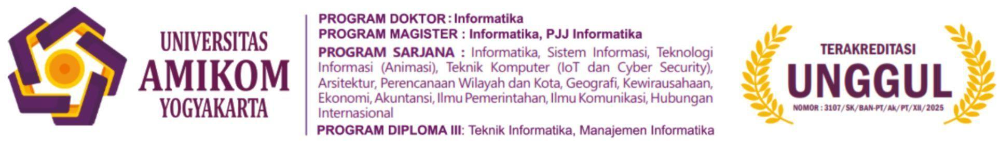 UNIVERSITAS
AMIKOM
YOGYAKARTA
PROGRAM DOKTOR : Informatika
PROGRAM MAGISTER : Informatika, PJJ Informatika
PROGRAM SARJANA : Informatika, Sistem Informasi, Teknologi
Informasi (Animasi), Teknik Komputer (IoT dan Cyber Security),
Arsitektur, Perencanaan Wilayah dan Kota, Geografi, Kewirausahaan,
Ekonomi, Akuntansi, Ilmu Pemerintahan, Ilmu Komunikasi, Hubungan
Internasional
PROGRAM DIPLOMA III: Teknik Informatika, Manajemen Informatika
TERAKREDITASI
UNGGUL
NOMOR : 3107/SK/BAN-PT/Ak/PT/XII/2025